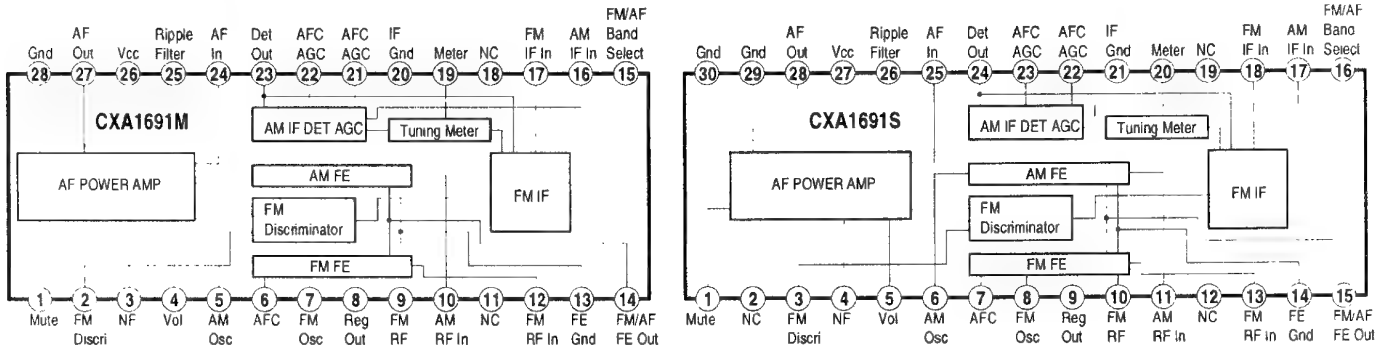 Gnd AF Out Vcc Ripple Filter AF In Det Out AFC AGC AFC AGC IF Gnd Meter NC FM IF In AM IF In FM/AF Band Select
28 27 26 25 24 23 22 21 20 19 18 17 16 15
CXA1691M
AM IF DET AGC
Tuning Meter
AF POWER AMP
AM FE
FM IF
FM
Discriminator
FM FE
1 2 3 4 5 6 7 8 9 10 11 12 13 14
Mute FM Discri NF Vol AM Osc AFC FM Osc Reg Out FM RF AM RF In NC FM RF In FE Gnd FM/AF FE Out
Gnd Gnd AF Out Vcc Ripple Filter AF In Det Out AFC AGC AFC AGC IF Gnd Meter NC FM IF In AM IF In FM/AF Band Select
30 29 28 27 26 25 24 23 22 21 20 19 18 17 16
CXA1691S
AM IF DET AGC
Tuning Meter
AF POWER AMP
AM FE
FM IF
FM
Discriminator
FM FE
1 2 3 4 5 6 7 8 9 10 11 12 13 14 15
Mute NC FM Discri NF Vol AM Osc AFC FM Osc Reg Out FM RF AM RF In NC FM RF In FE Gnd FM/AF FE Out